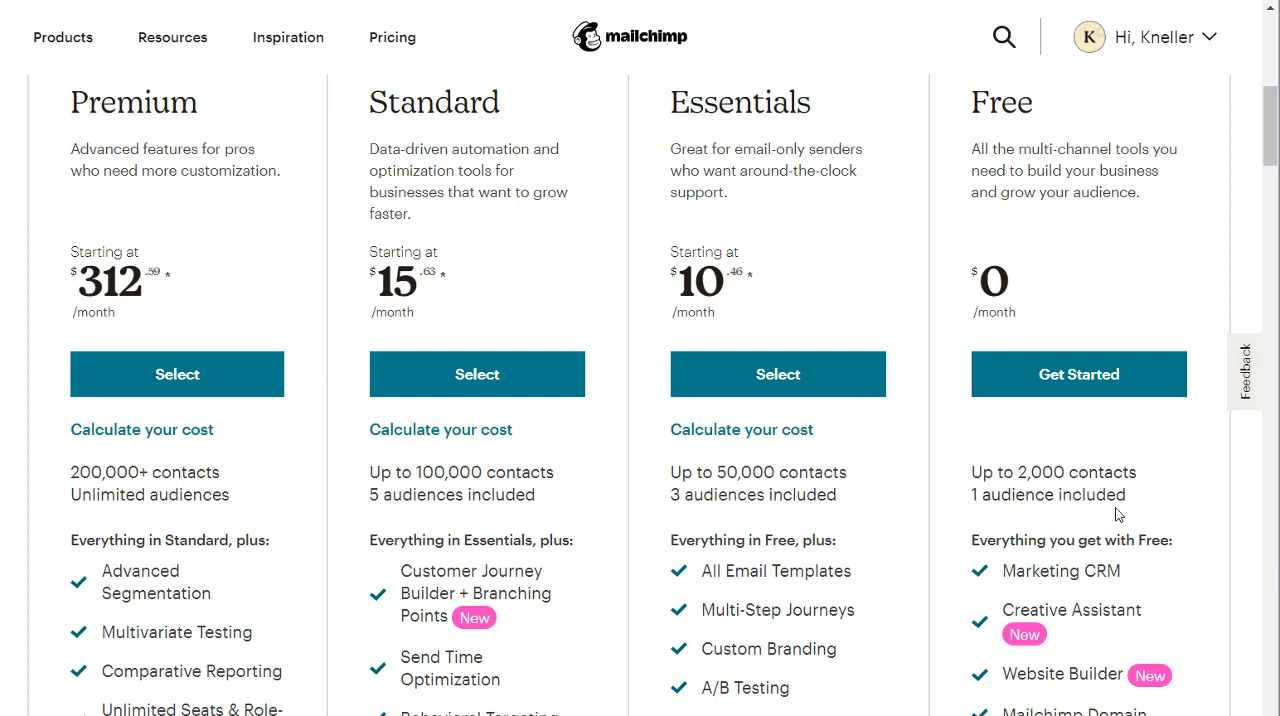 Products
Resources
Inspiration
Pricing
mailchimp
K
Hi, Kneller
Premium
Advanced features for pros
who need more customization.
Starting at
$312.59*
/month
Select
Calculate your cost
200,000+ contacts
Unlimited audiences
Everything in Standard, plus:
Advanced
Segmentation
Multivariate Testing
Comparative Reporting
Unlimited Seats & Role-
Standard
Data-driven automation and
optimization tools for
businesses that want to grow
faster.
Starting at
$15.63*
/month
Select
Calculate your cost
Up to 100,000 contacts
5 audiences included
Everything in Essentials, plus:
Customer Journey
Builder + Branching
Points New
Send Time
Optimization
Behavioral Targeting
Essentials
Great for email-only senders
who want around-the-clock
support.
Starting at
$10.46*
/month
Select
Calculate your cost
Up to 50,000 contacts
3 audiences included
Everything in Free, plus:
All Email Templates
Multi-Step Journeys
Custom Branding
A/B Testing
Free
All the multi-channel tools you
need to build your business
and grow your audience.
$0
/month
Get Started
Up to 2,000 contacts
1 audience included
Everything you get with Free:
Marketing CRM
Creative Assistant
New
Website Builder New
Mailchimp Domain
Feedback